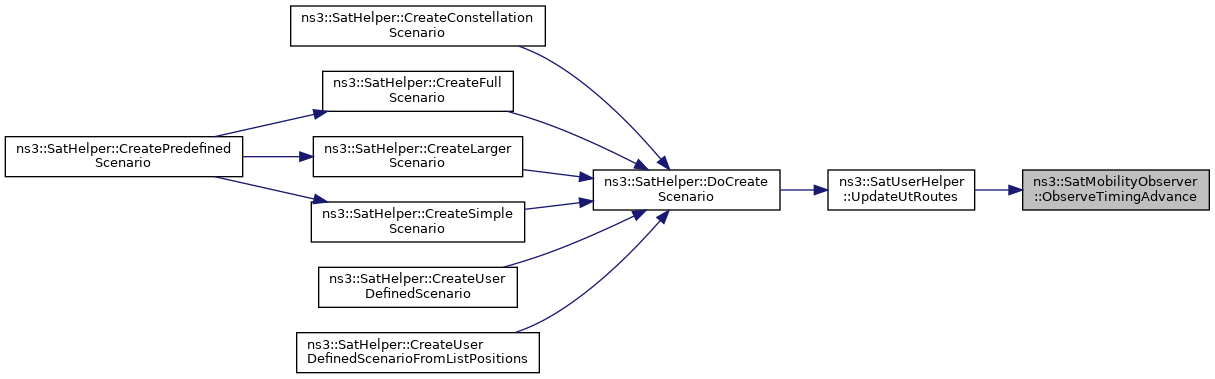 ns3::SatHelper::CreateConstellation
Scenario
ns3::SatHelper::CreateFull
Scenario
ns3::SatHelper::CreatePredefined
Scenario
ns3::SatHelper::CreateLarger
Scenario
ns3::SatHelper::CreateSimple
Scenario
ns3::SatHelper::CreateUser
DefinedScenario
ns3::SatHelper::CreateUser
DefinedScenarioFromListPositions
ns3::SatHelper::DoCreate
Scenario
ns3::SatUserHelper
::UpdateUtRoutes
ns3::SatMobilityObserver
::ObserveTimingAdvance